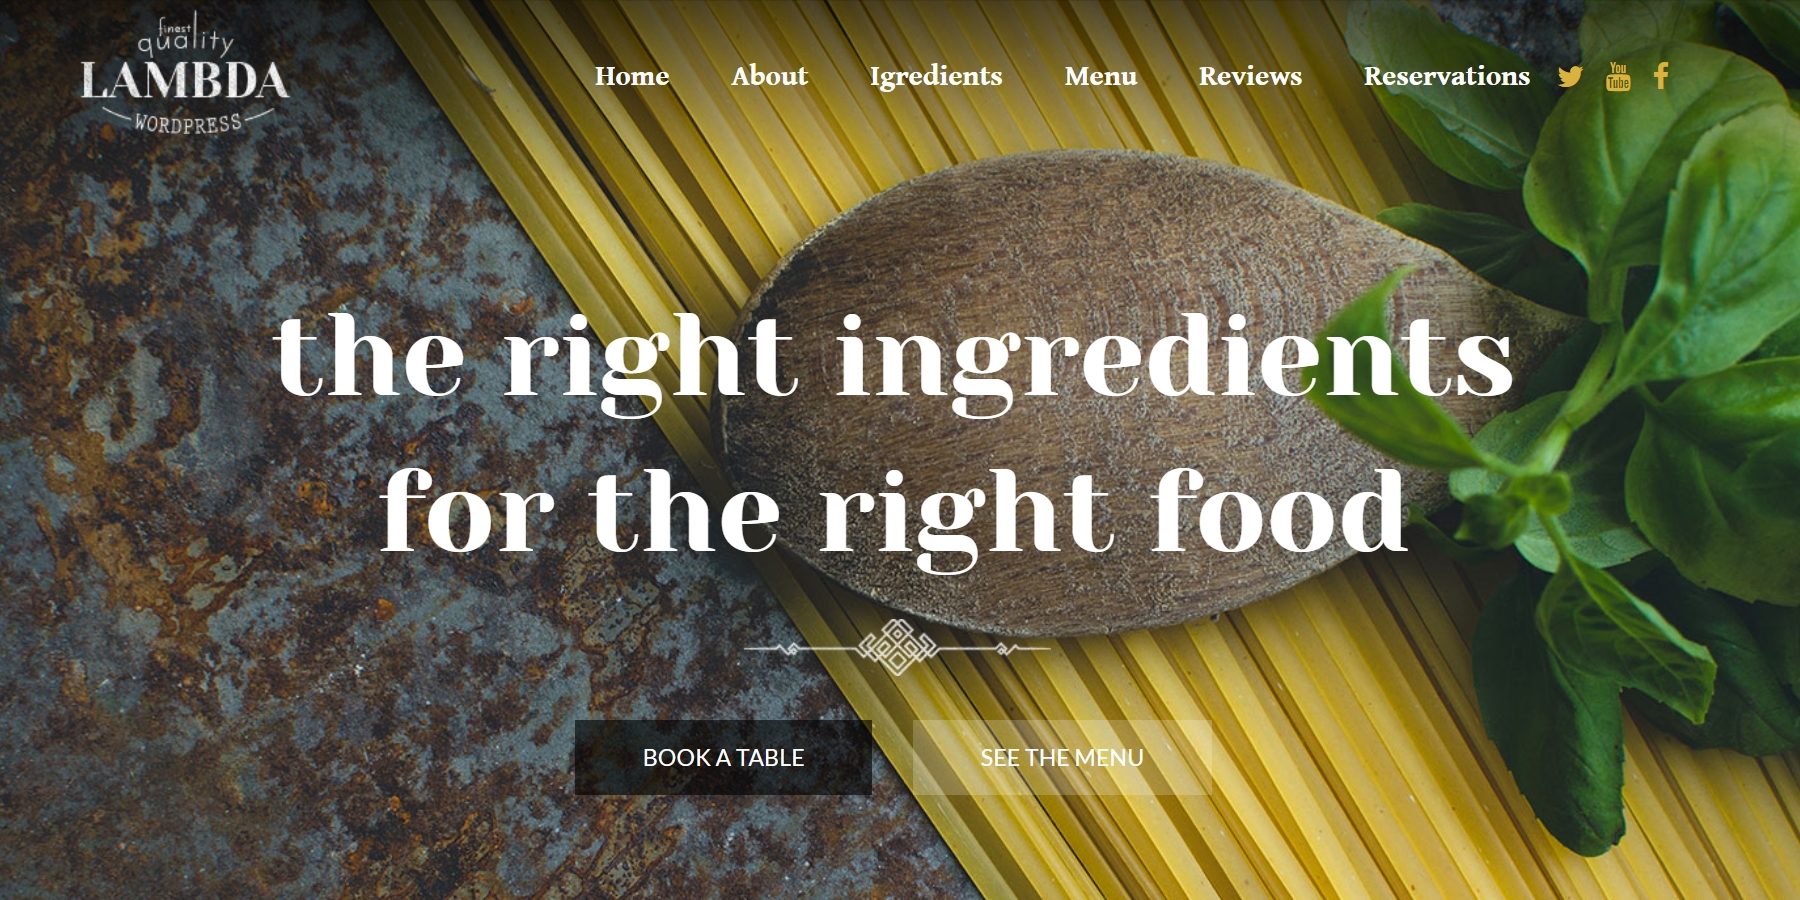 finest
quality
LAMBDA
WORDPRESS
Home About Igredients Menu Reviews Reservations You Tube
the right ingredients
for the right food
BOOK A TABLE SEE THE MENU